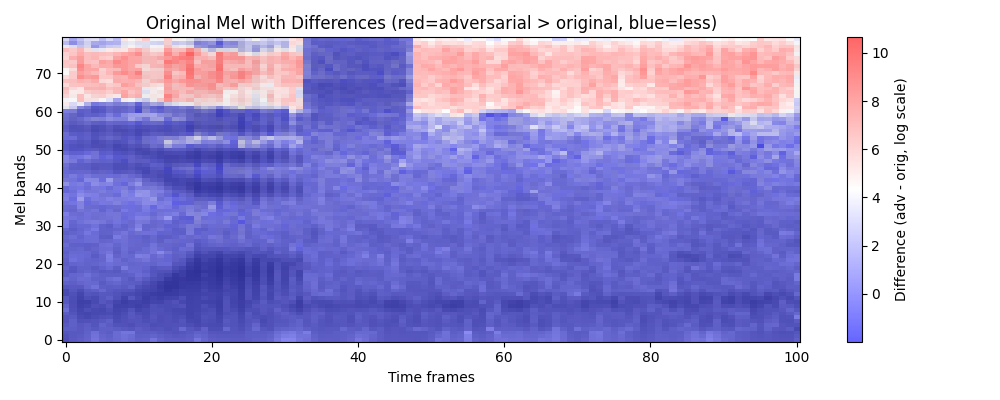 Original Mel with Differences (red=adversarial > original, blue=less)
Mel bands
70
60
50
40
30
20
10
0
0 20 40 60 80 100
Time frames
10
8
6
4
2
0
Difference (adv - orig, log scale)